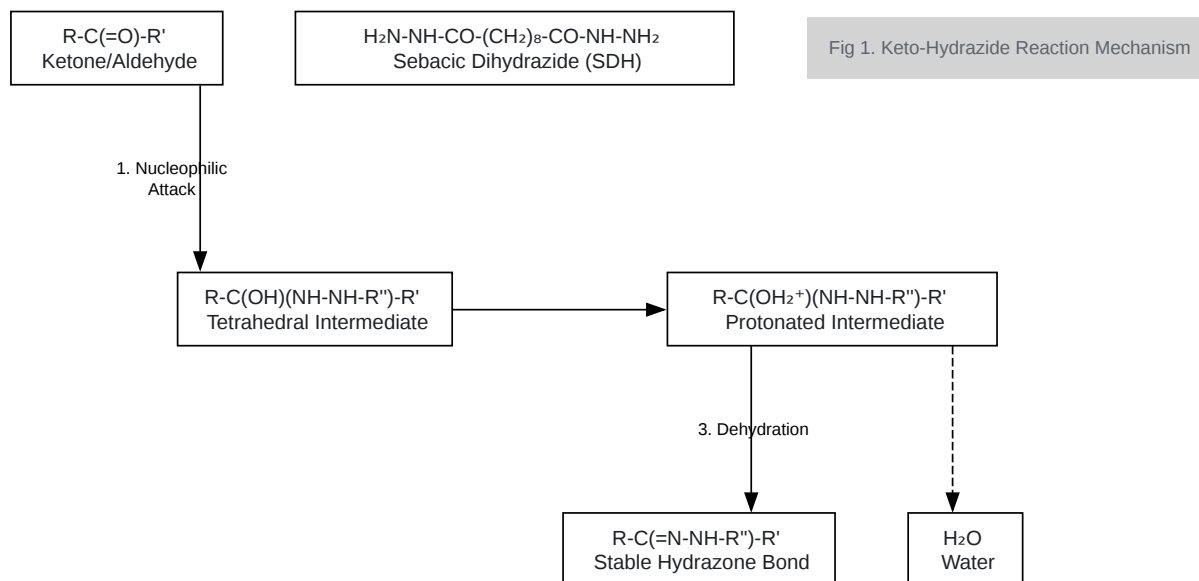 R-C(=O)-R'
Ketone/Aldehyde
H₂N-NH-CO-(CH₂)₈-CO-NH-NH₂
Sebacic Dihydrazide (SDH)
Fig 1. Keto-Hydrazide Reaction Mechanism
1. Nucleophilic
Attack
R-C(OH)(NH-NH-R")-R'
Tetrahedral Intermediate
R-C(OH₂⁺)(NH-NH-R")-R'
Protonated Intermediate
3. Dehydration
R-C(=N-NH-R")-R'
Stable Hydrazone Bond
H₂O
Water